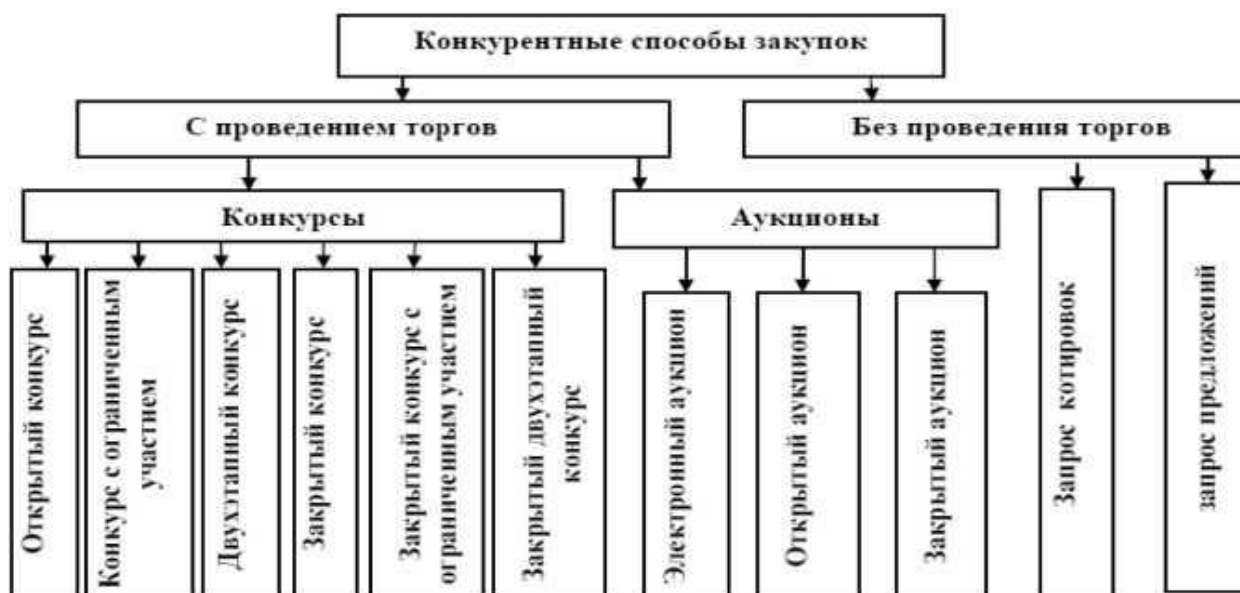 Конкурентные способы закупок
С проведением торгов
Без проведения торгов
Конкурсы
Аукционы
Открытый конкурс
Конкурс с ограниченным
участием
Двухэтапный конкурс
Закрытый конкурс
Закрытый конкурс с
ограниченным участием
Закрытый двухэтапный
конкурс
Электронный аукцион
Открытый аукцион
Закрытый аукцион
Запрос котировок
запрос предложений